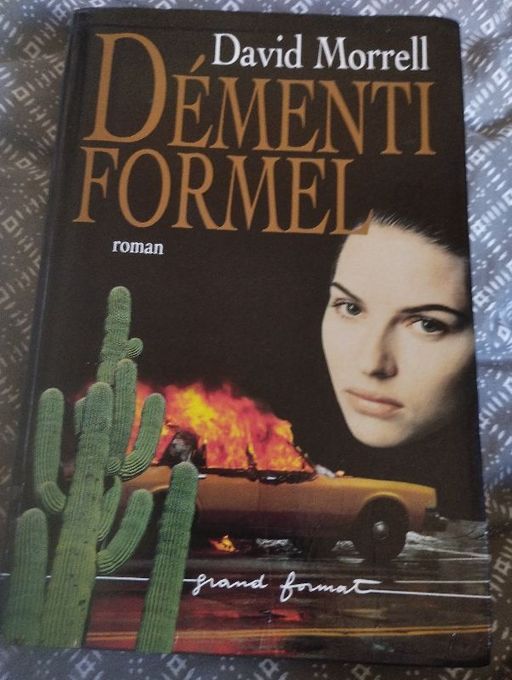 David Morrell
DÉMENTI
FORMEL
roman
grand format